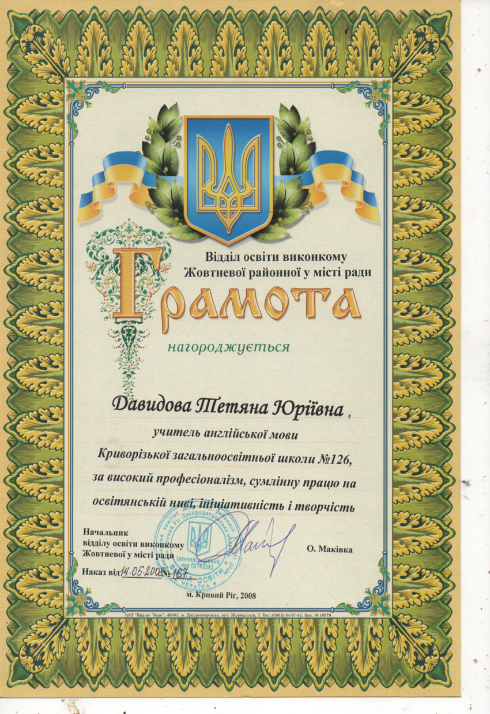 Відділ освіти виконкому
Жовтневої районної у місті ради
Грамота
нагороджується
Давидова Тетяна Юріївна,
учитель англійської мови
Криворізької загальноосвітньої школи №126,
за високий професіоналізм, сумлінну працю на
освітянській ниві, ініціативність і творчість
Начальник
відділу освіти виконкому
Жовтневої у місті ради
О. Маківка
Наказ від 14.05.2008 № 167
м. Кривий Ріг, 2008